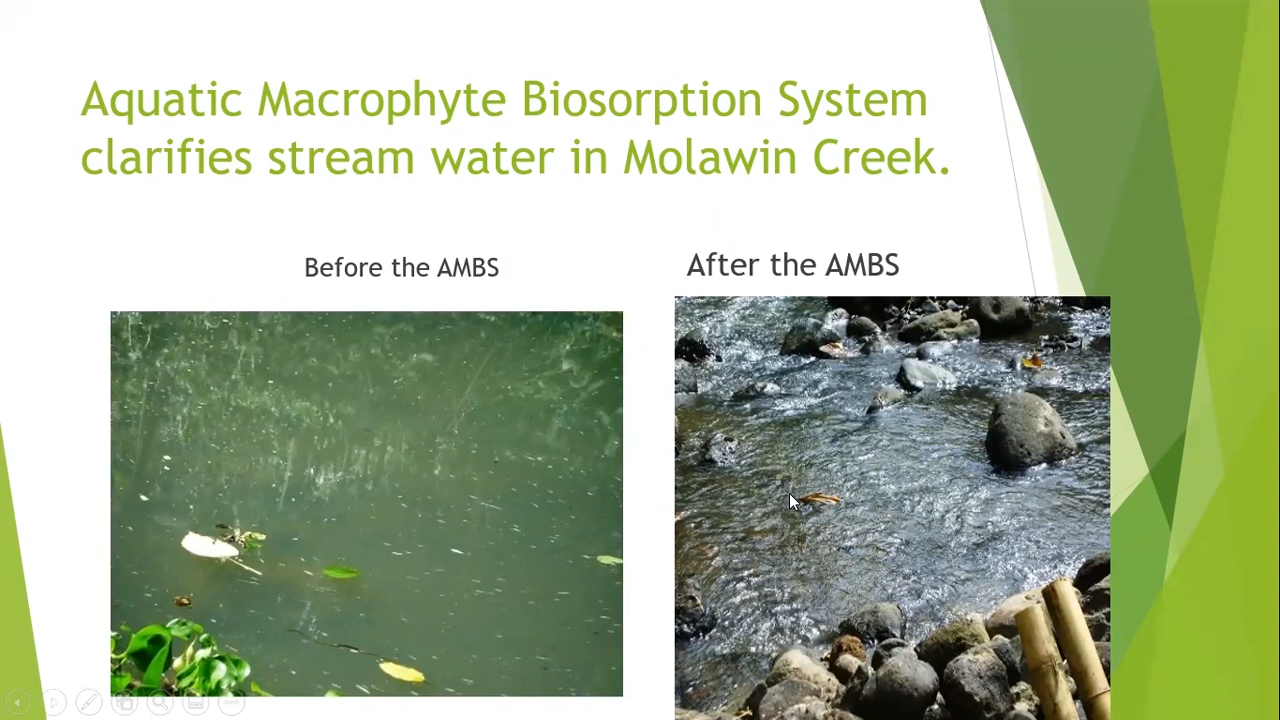 Aquatic Macrophyte Biosorption System
clarifies stream water in Molawin Creek.
Before the AMBS
After the AMBS